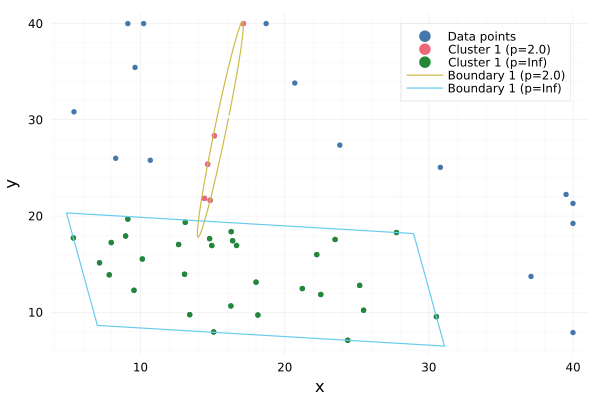 40
30
20
10
y
10
20
30
40
x
Data points
Cluster 1 (p=2.0)
Cluster 1 (p=Inf)
Boundary 1 (p=2.0)
Boundary 1 (p=Inf)